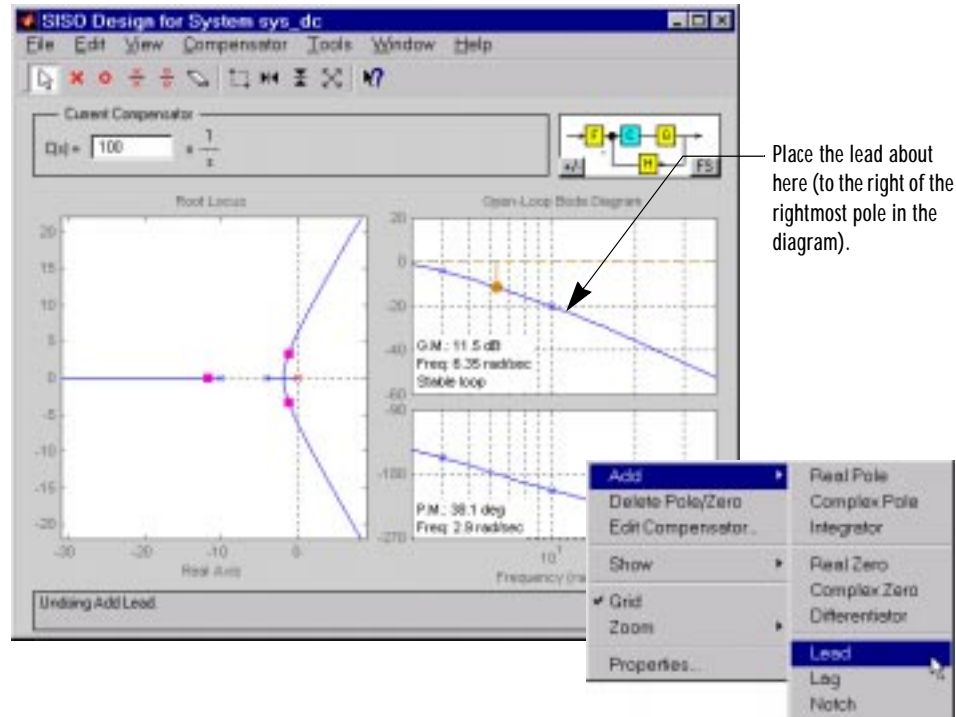 SISO Design for System sys_dc
File Edit View Compensator Tools Window Help
Current Compensator
C(s) = 100 x 1
s
F C G
+/- H FS
Place the lead about
here (to the right of the
rightmost pole in the
diagram).
Root Locus
Open-Loop Bode Diagram
20
15
10
5
0
-5
-10
-15
-20
-30 -20 -10 0
Real Axis
20
0
-20
-40
-60
G.M.: 11.5 dB
Freq: 6.35 rad/sec
Stable loop
-90
-180
-270
P.M.: 38.1 deg
Freq: 2.9 rad/sec
10¹
Frequency (ra
Undoing Add Lead.
Add
Delete Pole/Zero
Edit Compensator...
Show
Grid
Zoom
Properties...
Real Pole
Complex Pole
Integrator
Real Zero
Complex Zero
Differentiator
Lead
Lag
Notch